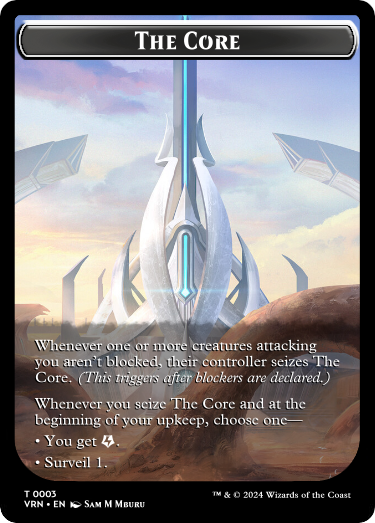 THE CORE
Whenever one or more creatures attacking
you aren't blocked, their controller seizes The
Core. (This triggers after blockers are declared.)
Whenever you seize The Core and at the
beginning of your upkeep, choose one—
• You get .
• Surveil 1.
T 0003
VRN • EN SAM M MBURU
™ & © 2024 Wizards of the Coast